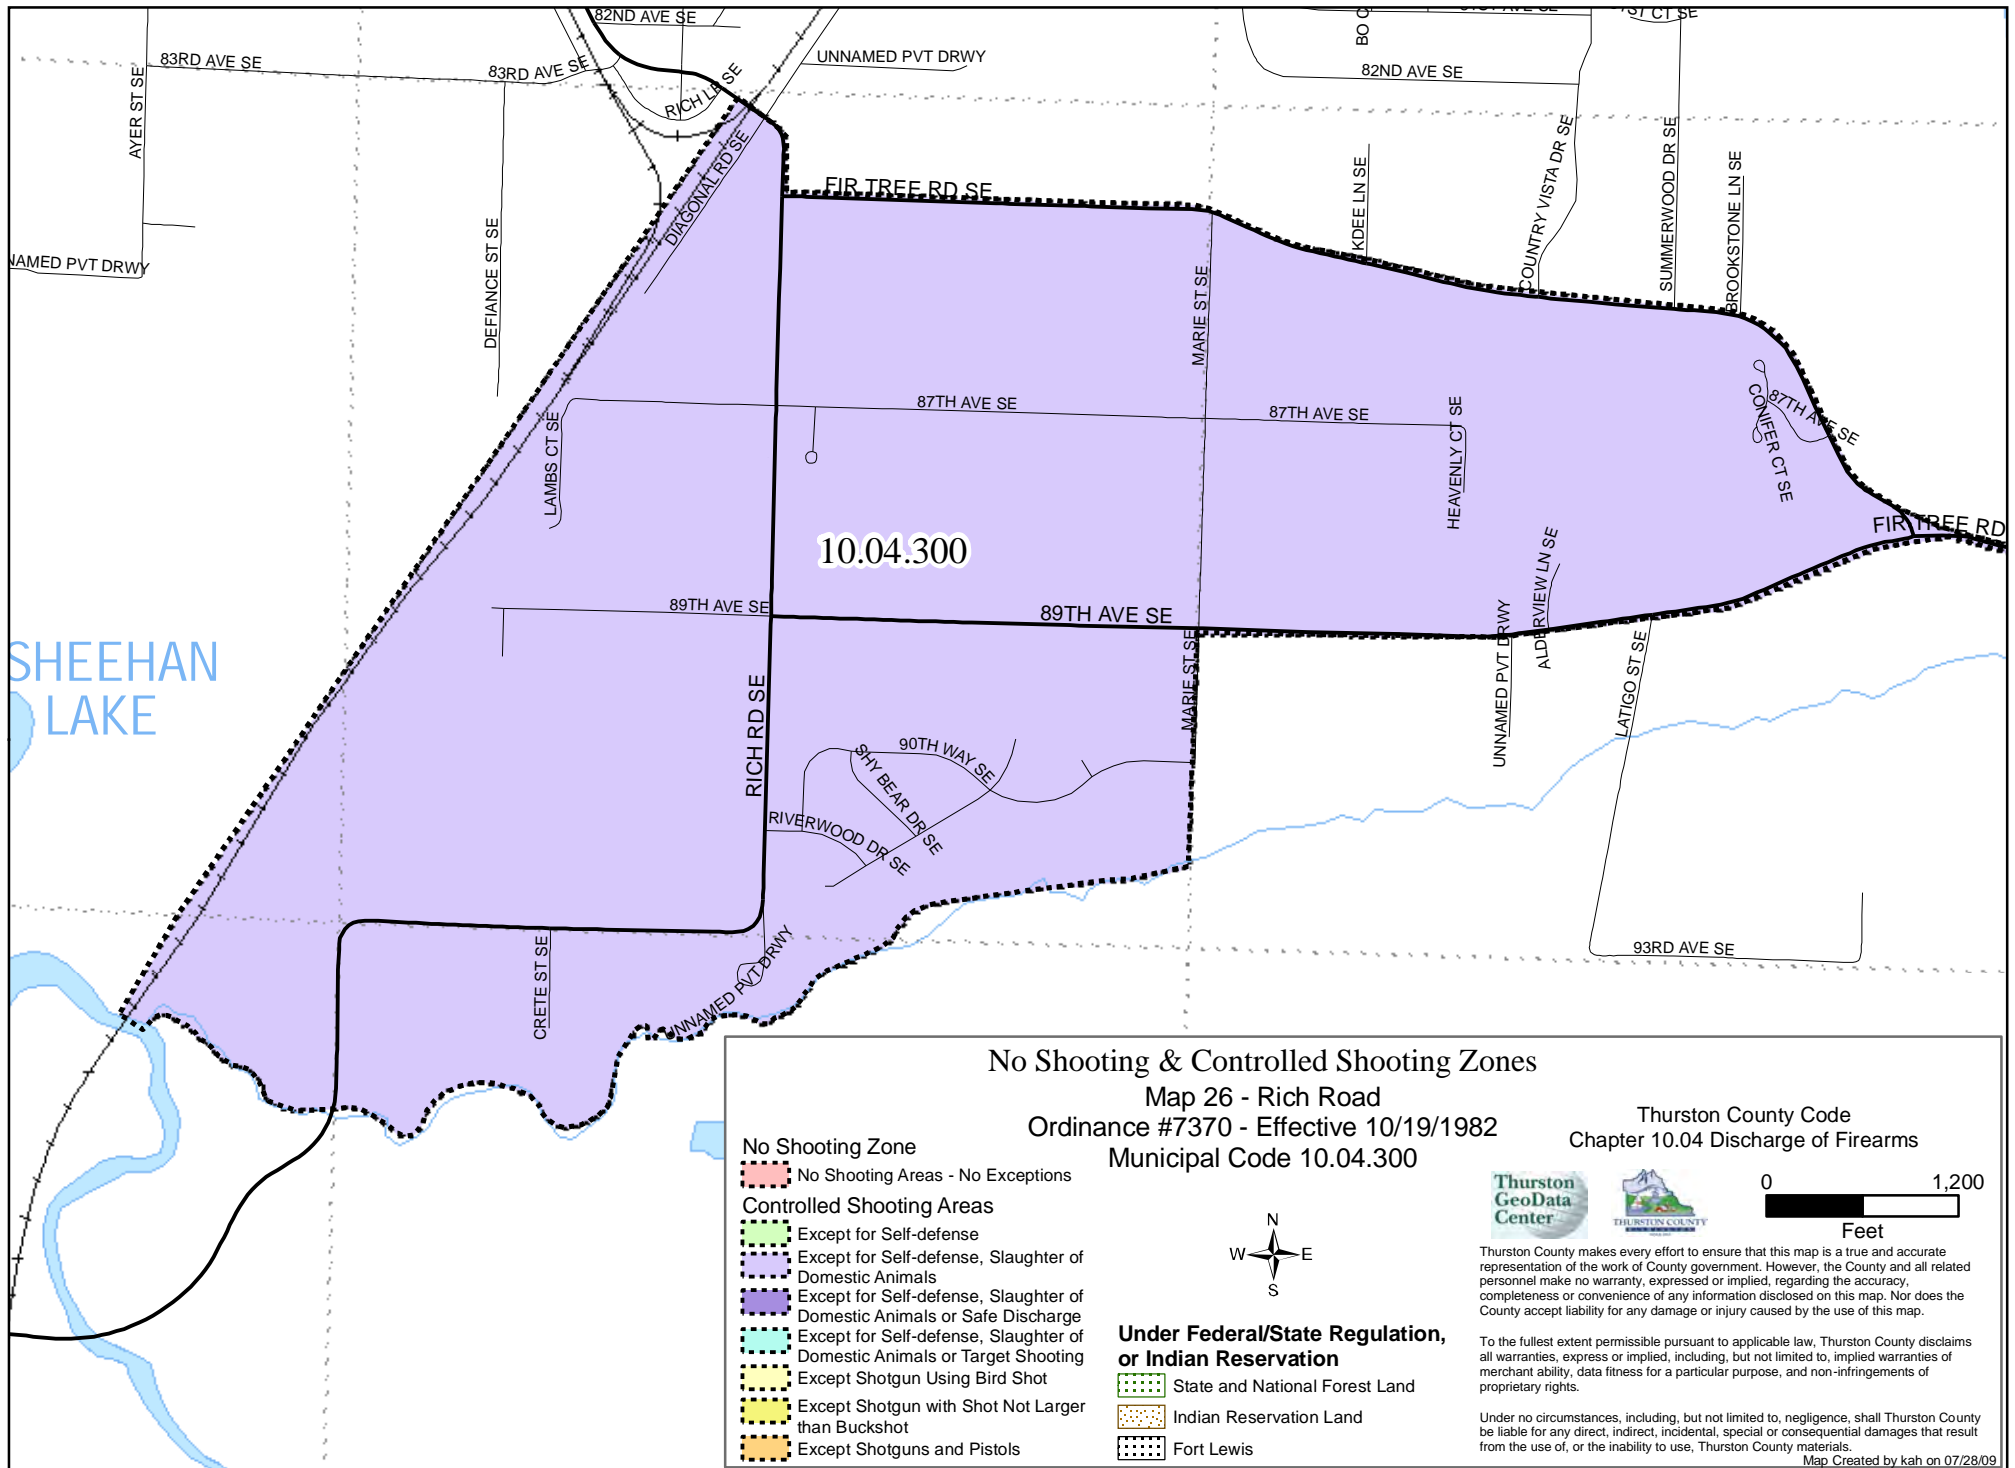 82ND AVE SE
83RD AVE SE
83RD AVE SE
RICH LP SE
UNNAMED PVT DRWY
BO C
82ND AVE SE
AYER ST SE
NAMED PVT DRWY
DEFIANCE ST SE
DIAGONAL RD SE
FIR TREE RD SE
KDEE LN SE
COUNTRY VISTA DR SE
SUMMERWOOD DR SE
BROOKSTONE LN SE
MARIE ST SE
87TH AVE SE
87TH AVE SE
87TH AVE SE
LAMBS CT SE
HEAVENLY CT SE
CONIFER CT SE
FIR TREE RD
10.04.300
89TH AVE SE
89TH AVE SE
ALDERVIEW LN SE
UNNAMED PVT DRWY
MARIE ST SE
LATIGO ST SE
SHEEHAN
LAKE
RICH RD SE
90TH WAY SE
SHY BEAR DR SE
RIVERWOOD DR SE
CRETE ST SE
UNNAMED PVT DRWY
93RD AVE SE
No Shooting & Controlled Shooting Zones
Map 26 - Rich Road
Ordinance #7370 - Effective 10/19/1982
Municipal Code 10.04.300
No Shooting Zone
No Shooting Areas - No Exceptions
Controlled Shooting Areas
Except for Self-defense
Except for Self-defense, Slaughter of
Domestic Animals
Except for Self-defense, Slaughter of
Domestic Animals or Safe Discharge
Except for Self-defense, Slaughter of
Domestic Animals or Target Shooting
Except Shotgun Using Bird Shot
Except Shotgun with Shot Not Larger
than Buckshot
Except Shotguns and Pistols
N
W E
S
Under Federal/State Regulation,
or Indian Reservation
State and National Forest Land
Indian Reservation Land
Fort Lewis
Thurston County Code
Chapter 10.04 Discharge of Firearms
Thurston
GeoData
Center
THURSTON COUNTY
0 1,200
Feet
Thurston County makes every effort to ensure that this map is a true and accurate
representation of the work of County government. However, the County and all related
personnel make no warranty, expressed or implied, regarding the accuracy,
completeness or convenience of any information disclosed on this map. Nor does the
County accept liability for any damage or injury caused by the use of this map.
To the fullest extent permissible pursuant to applicable law, Thurston County disclaims
all warranties, express or implied, including, but not limited to, implied warranties of
merchant ability, data fitness for a particular purpose, and non-infringements of
proprietary rights.
Under no circumstances, including, but not limited to, negligence, shall Thurston County
be liable for any direct, indirect, incidental, special or consequential damages that result
from the use of, or the inability to use, Thurston County materials.
Map Created by kah on 07/28/09